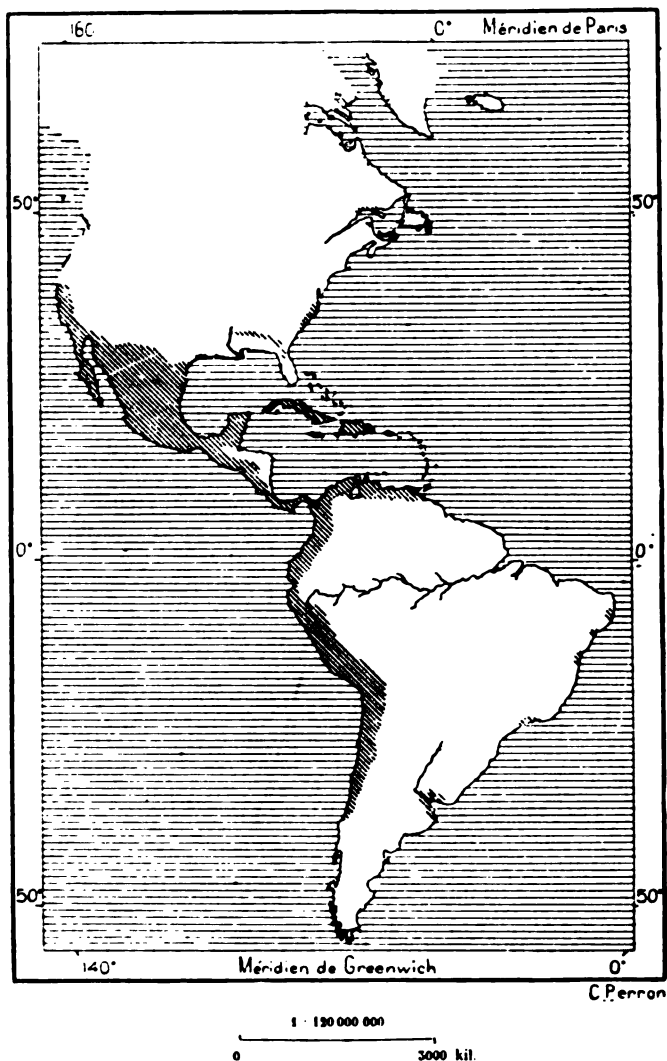 160 0° Méridien de Paris
50° 50°
0° 0°
50° 50°
140° Méridien de Greenwich 0°
C. Perron
1 : 120 000 000
0 3000 kil.